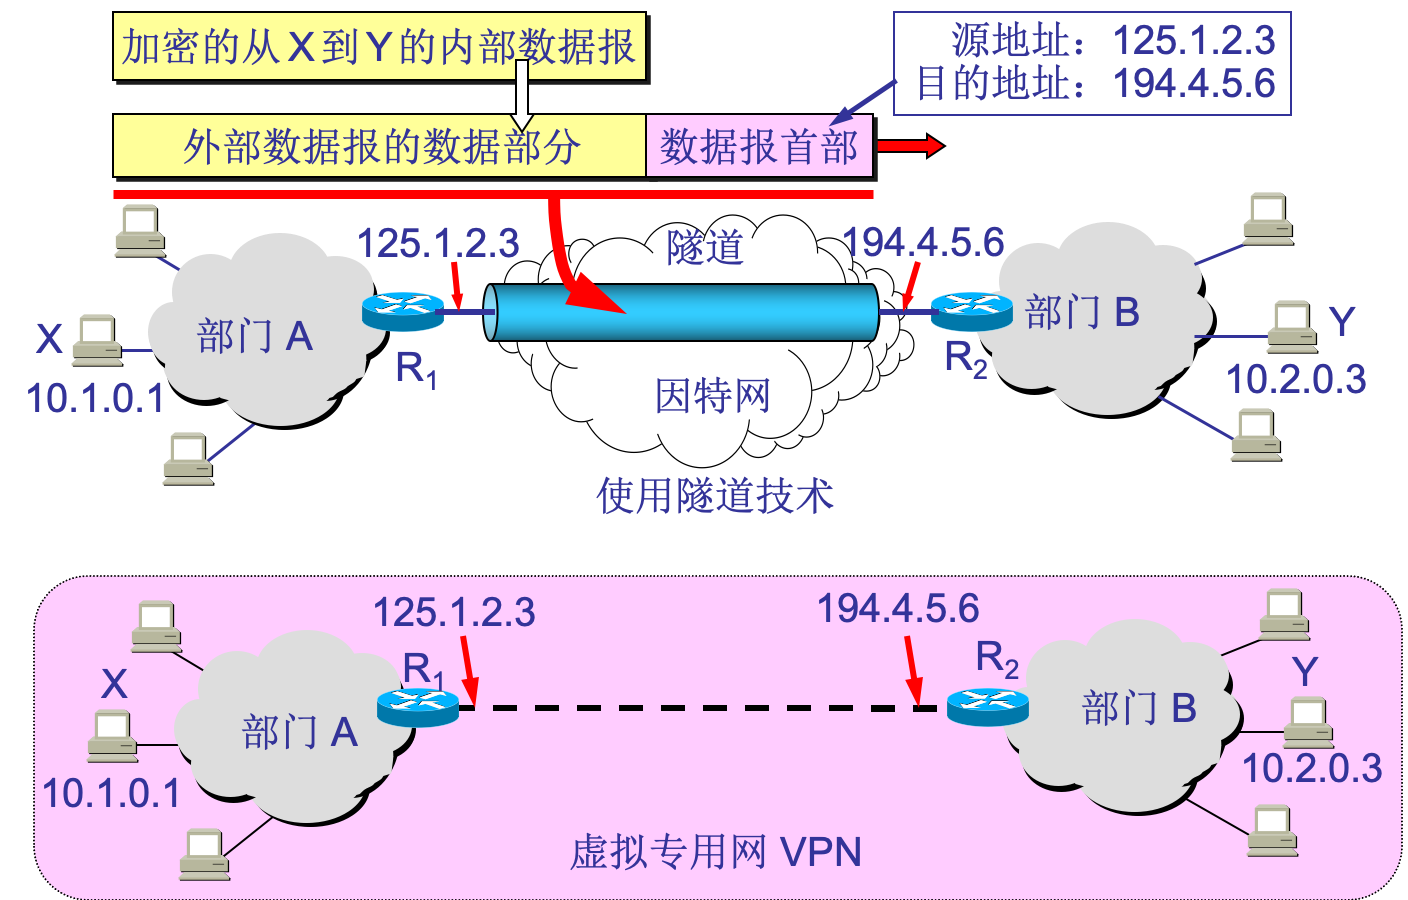 加密的从 X 到 Y 的内部数据报
源地址：125.1.2.3
目的地址：194.4.5.6
外部数据报的数据部分
数据报首部
125.1.2.3
隧道
194.4.5.6
部门 A
部门 B
X
Y
R1
R2
10.1.0.1
10.2.0.3
因特网
使用隧道技术
125.1.2.3
194.4.5.6
R1
R2
X
Y
部门 A
部门 B
10.1.0.1
10.2.0.3
虚拟专用网 VPN